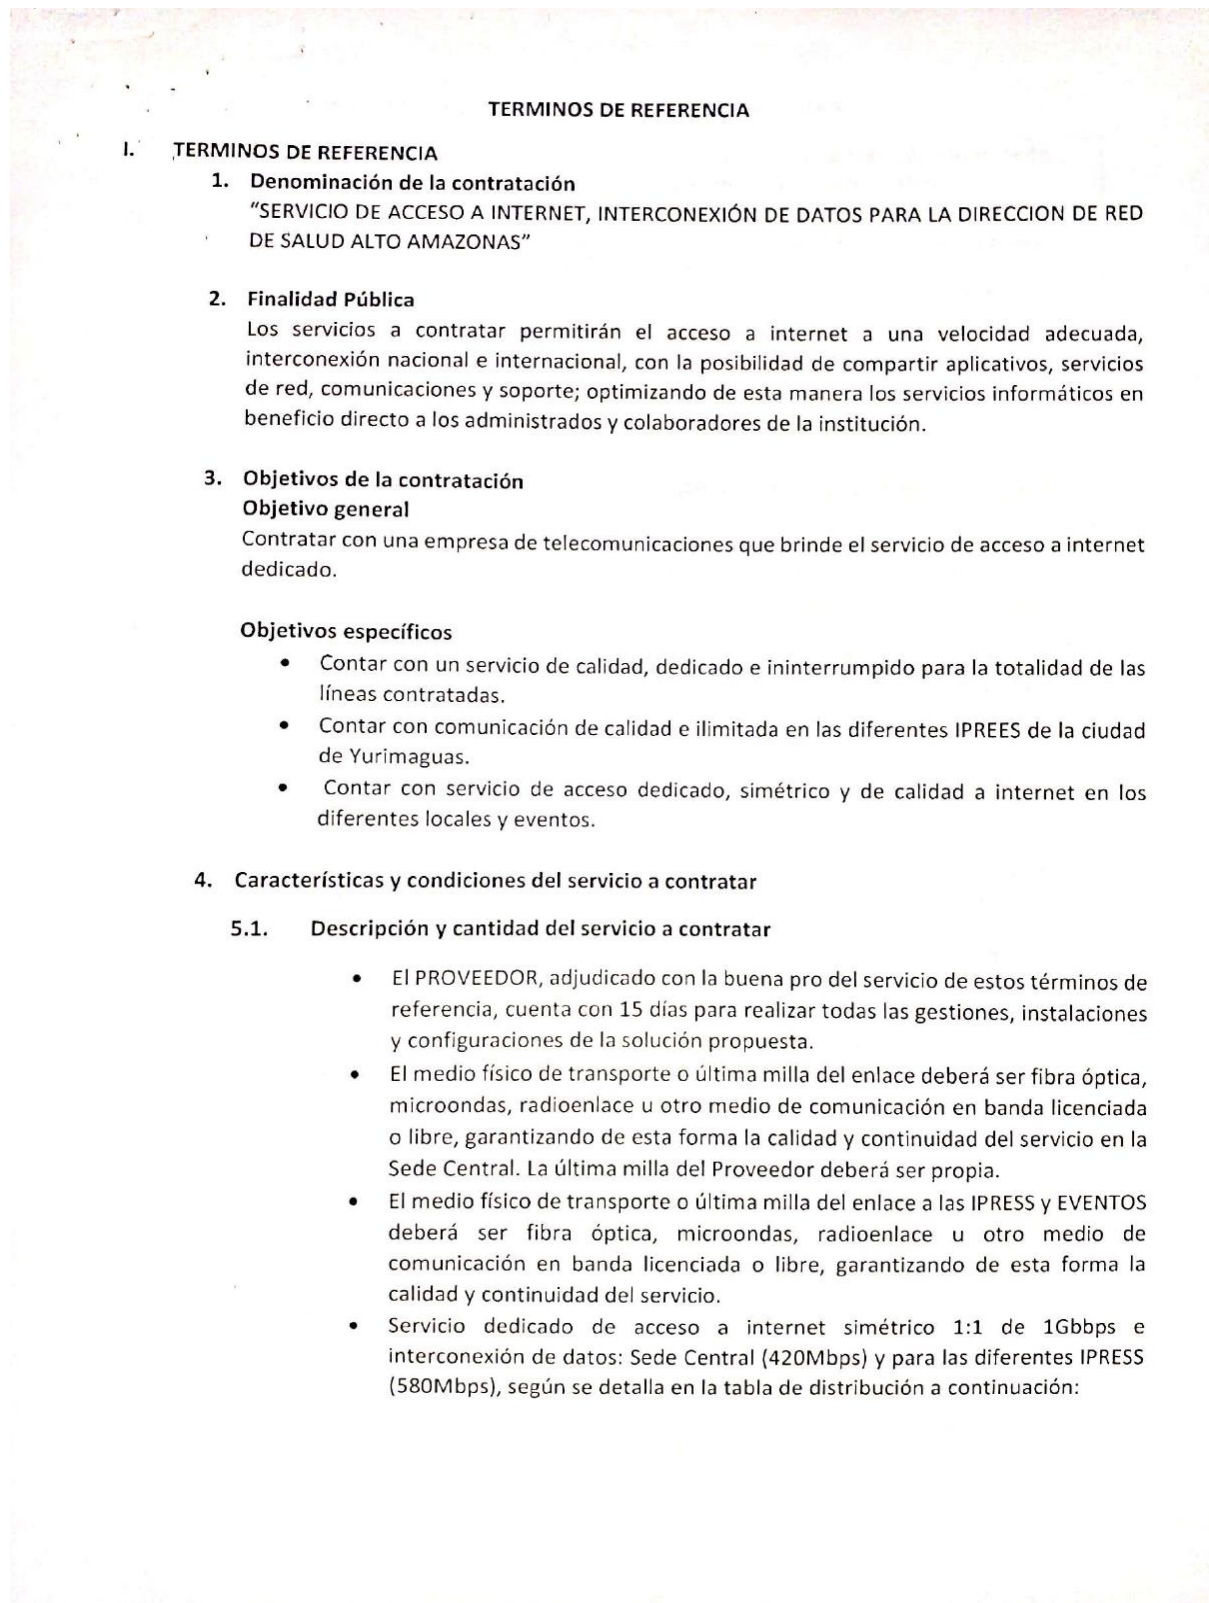 TERMINOS DE REFERENCIA
I. TERMINOS DE REFERENCIA
1. Denominación de la contratación
"SERVICIO DE ACCESO A INTERNET, INTERCONEXIÓN DE DATOS PARA LA DIRECCION DE RED
DE SALUD ALTO AMAZONAS"
2. Finalidad Pública
Los servicios a contratar permitirán el acceso a internet a una velocidad adecuada,
interconexión nacional e internacional, con la posibilidad de compartir aplicativos, servicios
de red, comunicaciones y soporte; optimizando de esta manera los servicios informáticos en
beneficio directo a los administrados y colaboradores de la institución.
3. Objetivos de la contratación
Objetivo general
Contratar con una empresa de telecomunicaciones que brinde el servicio de acceso a internet
dedicado.
Objetivos específicos
• Contar con un servicio de calidad, dedicado e ininterrumpido para la totalidad de las
líneas contratadas.
• Contar con comunicación de calidad e ilimitada en las diferentes IPREES de la ciudad
de Yurimaguas.
• Contar con servicio de acceso dedicado, simétrico y de calidad a internet en los
diferentes locales y eventos.
4. Características y condiciones del servicio a contratar
5.1. Descripción y cantidad del servicio a contratar
• El PROVEEDOR, adjudicado con la buena pro del servicio de estos términos de
referencia, cuenta con 15 días para realizar todas las gestiones, instalaciones
y configuraciones de la solución propuesta.
• El medio físico de transporte o última milla del enlace deberá ser fibra óptica,
microondas, radioenlace u otro medio de comunicación en banda licenciada
o libre, garantizando de esta forma la calidad y continuidad del servicio en la
Sede Central. La última milla del Proveedor deberá ser propia.
• El medio físico de transporte o última milla del enlace a las IPRESS y EVENTOS
deberá ser fibra óptica, microondas, radioenlace u otro medio de
comunicación en banda licenciada o libre, garantizando de esta forma la
calidad y continuidad del servicio.
• Servicio dedicado de acceso a internet simétrico 1:1 de 1Gbbps e
interconexión de datos: Sede Central (420Mbps) y para las diferentes IPRESS
(580Mbps), según se detalla en la tabla de distribución a continuación: